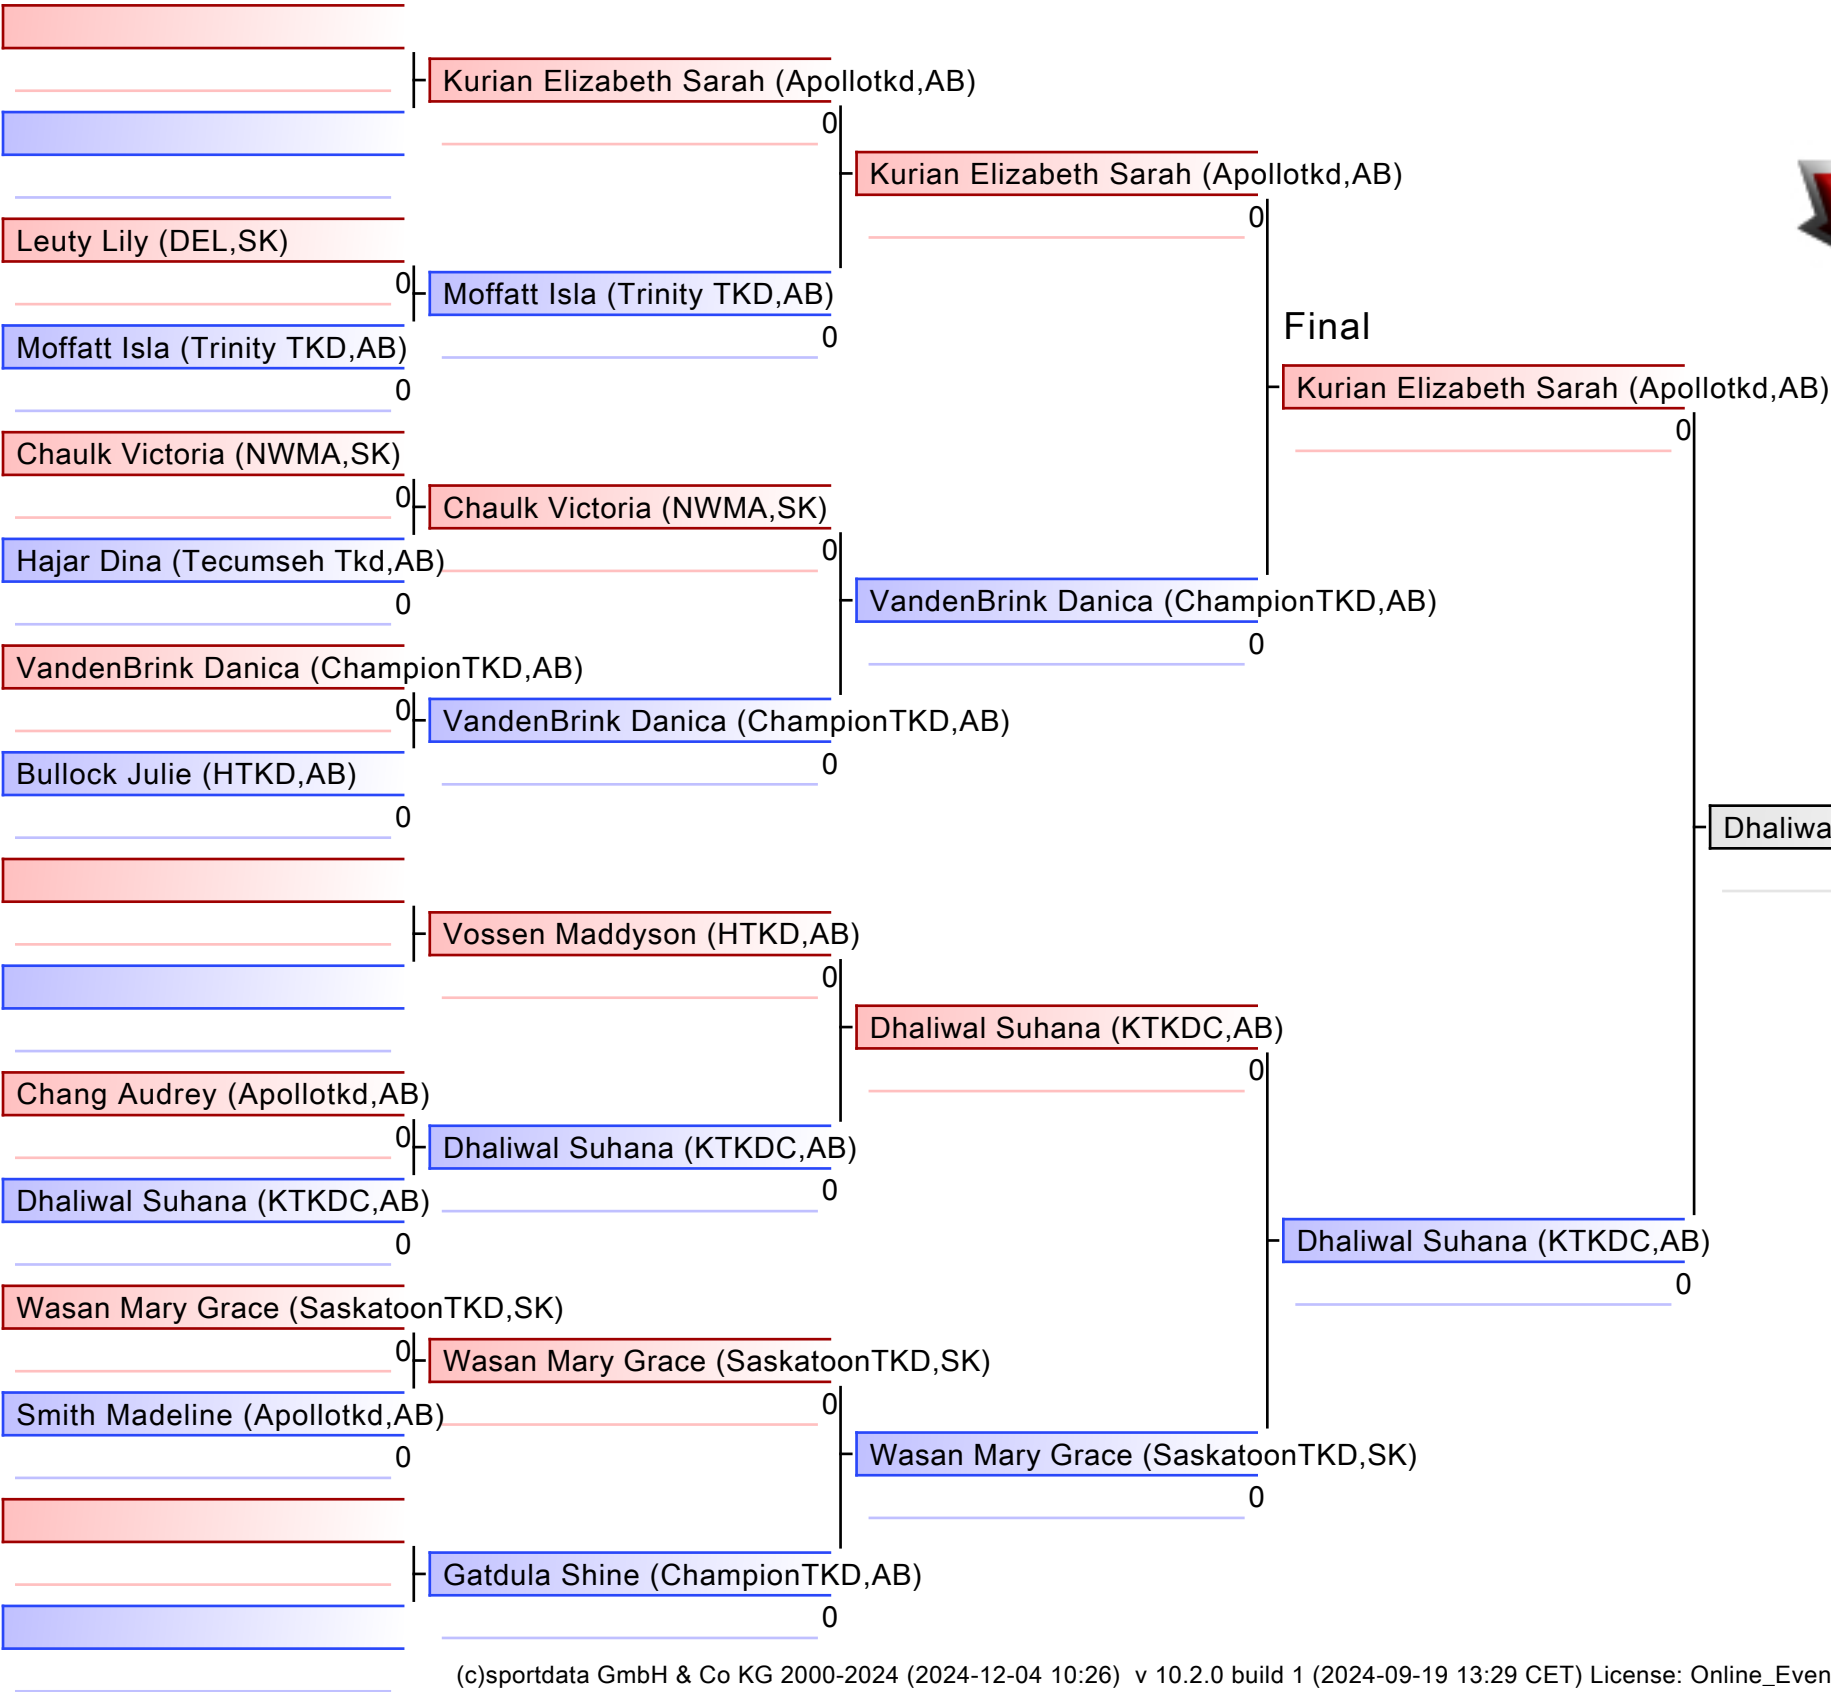 Kurian Elizabeth Sarah (Apollotkd,AB)
0
Kurian Elizabeth Sarah (Apollotkd,AB)
0
Leuty Lily (DEL,SK)
0
Moffatt Isla (Trinity TKD,AB)
0
Final
Moffatt Isla (Trinity TKD,AB)
0
Kurian Elizabeth Sarah (Apollotkd,AB)
0
Chaulk Victoria (NWMA,SK)
0
Chaulk Victoria (NWMA,SK)
0
Hajar Dina (Tecumseh Tkd,AB)
0
VandenBrink Danica (ChampionTKD,AB)
0
VandenBrink Danica (ChampionTKD,AB)
0
VandenBrink Danica (ChampionTKD,AB)
0
Bullock Julie (HTKD,AB)
0
Dhaliwa
Vossen Maddyson (HTKD,AB)
0
Dhaliwal Suhana (KTKDC,AB)
0
Chang Audrey (Apollotkd,AB)
0
Dhaliwal Suhana (KTKDC,AB)
0
Dhaliwal Suhana (KTKDC,AB)
0
Dhaliwal Suhana (KTKDC,AB)
0
Wasan Mary Grace (SaskatoonTKD,SK)
0
Wasan Mary Grace (SaskatoonTKD,SK)
0
Smith Madeline (Apollotkd,AB)
0
Wasan Mary Grace (SaskatoonTKD,SK)
0
Gatdula Shine (ChampionTKD,AB)
0
(c)sportdata GmbH & Co KG 2000-2024 (2024-12-04 10:26) v 10.2.0 build 1 (2024-09-19 13:29 CET) License: Online_Even